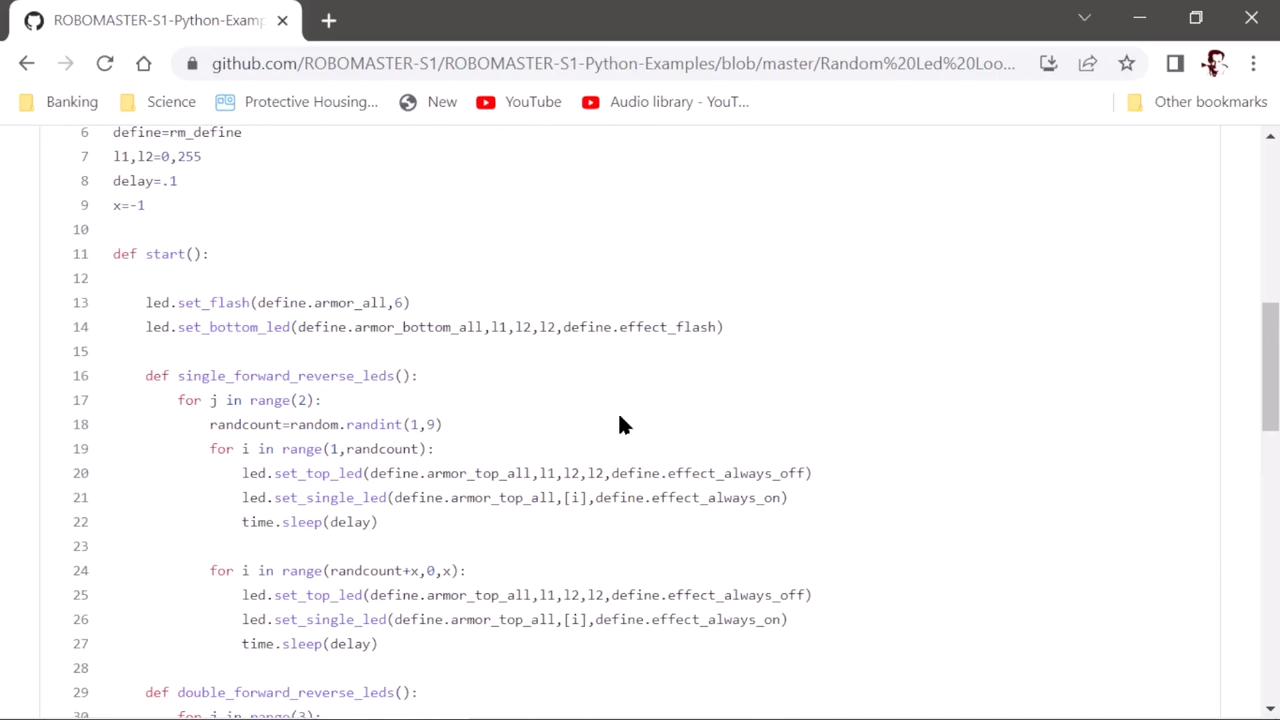 ROBOMASTER-S1-Python-Examp
github.com/ROBOMASTER-S1/ROBOMASTER-S1-Python-Examples/blob/master/Random%20Led%20Loo...
Banking Science Protective Housing... New YouTube Audio library - YouT... Other bookmarks
6 define=rm_define
7 l1,l2=0,255
8 delay=.1
9 x=-1
10
11 def start():
12
13 led.set_flash(define.armor_all,6)
14 led.set_bottom_led(define.armor_bottom_all,l1,l2,l2,define.effect_flash)
15
16 def single_forward_reverse_leds():
17 for j in range(2):
18 randcount=random.randint(1,9)
19 for i in range(1,randcount):
20 led.set_top_led(define.armor_top_all,l1,l2,l2,define.effect_always_off)
21 led.set_single_led(define.armor_top_all,[i],define.effect_always_on)
22 time.sleep(delay)
23
24 for i in range(randcount+x,0,x):
25 led.set_top_led(define.armor_top_all,l1,l2,l2,define.effect_always_off)
26 led.set_single_led(define.armor_top_all,[i],define.effect_always_on)
27 time.sleep(delay)
28
29 def double_forward_reverse_leds():
30 for j in range(3):